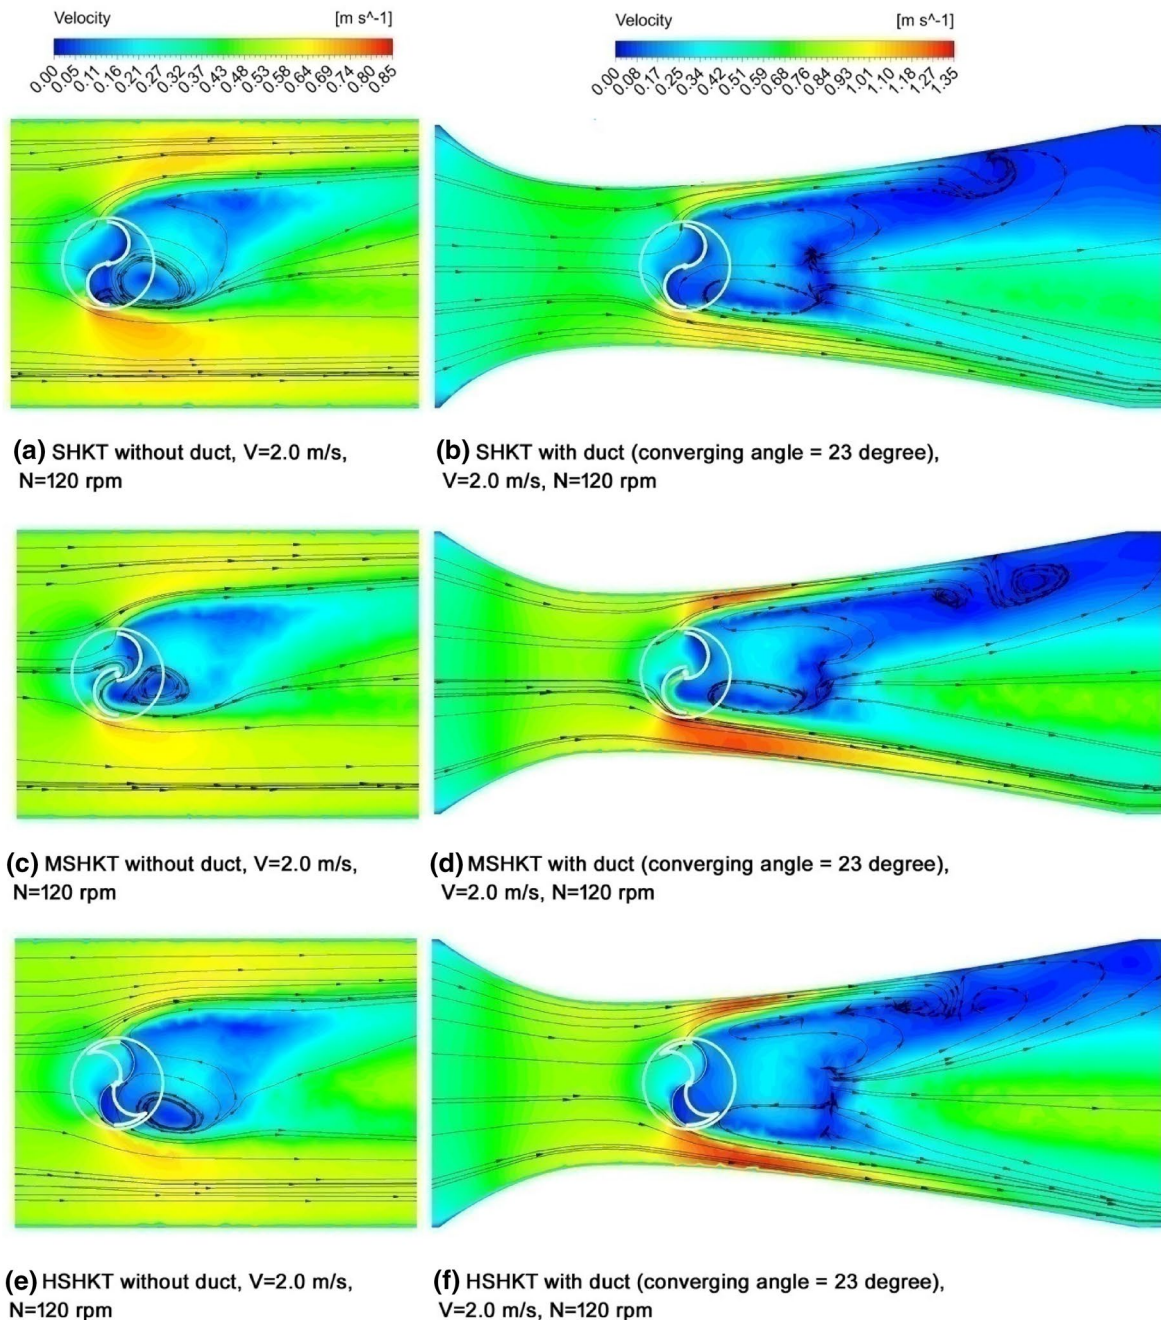 Velocity [m s^-1]
0.00 0.05 0.11 0.16 0.21 0.27 0.32 0.37 0.43 0.48 0.53 0.58 0.64 0.69 0.74 0.80 0.85
Velocity [m s^-1]
0.00 0.08 0.17 0.25 0.34 0.42 0.51 0.59 0.68 0.76 0.84 0.93 1.01 1.10 1.18 1.27 1.35
(a) SHKT without duct, V=2.0 m/s,
N=120 rpm
(b) SHKT with duct (converging angle = 23 degree),
V=2.0 m/s, N=120 rpm
(c) MSHKT without duct, V=2.0 m/s,
N=120 rpm
(d) MSHKT with duct (converging angle = 23 degree),
V=2.0 m/s, N=120 rpm
(e) HSHKT without duct, V=2.0 m/s,
N=120 rpm
(f) HSHKT with duct (converging angle = 23 degree),
V=2.0 m/s, N=120 rpm